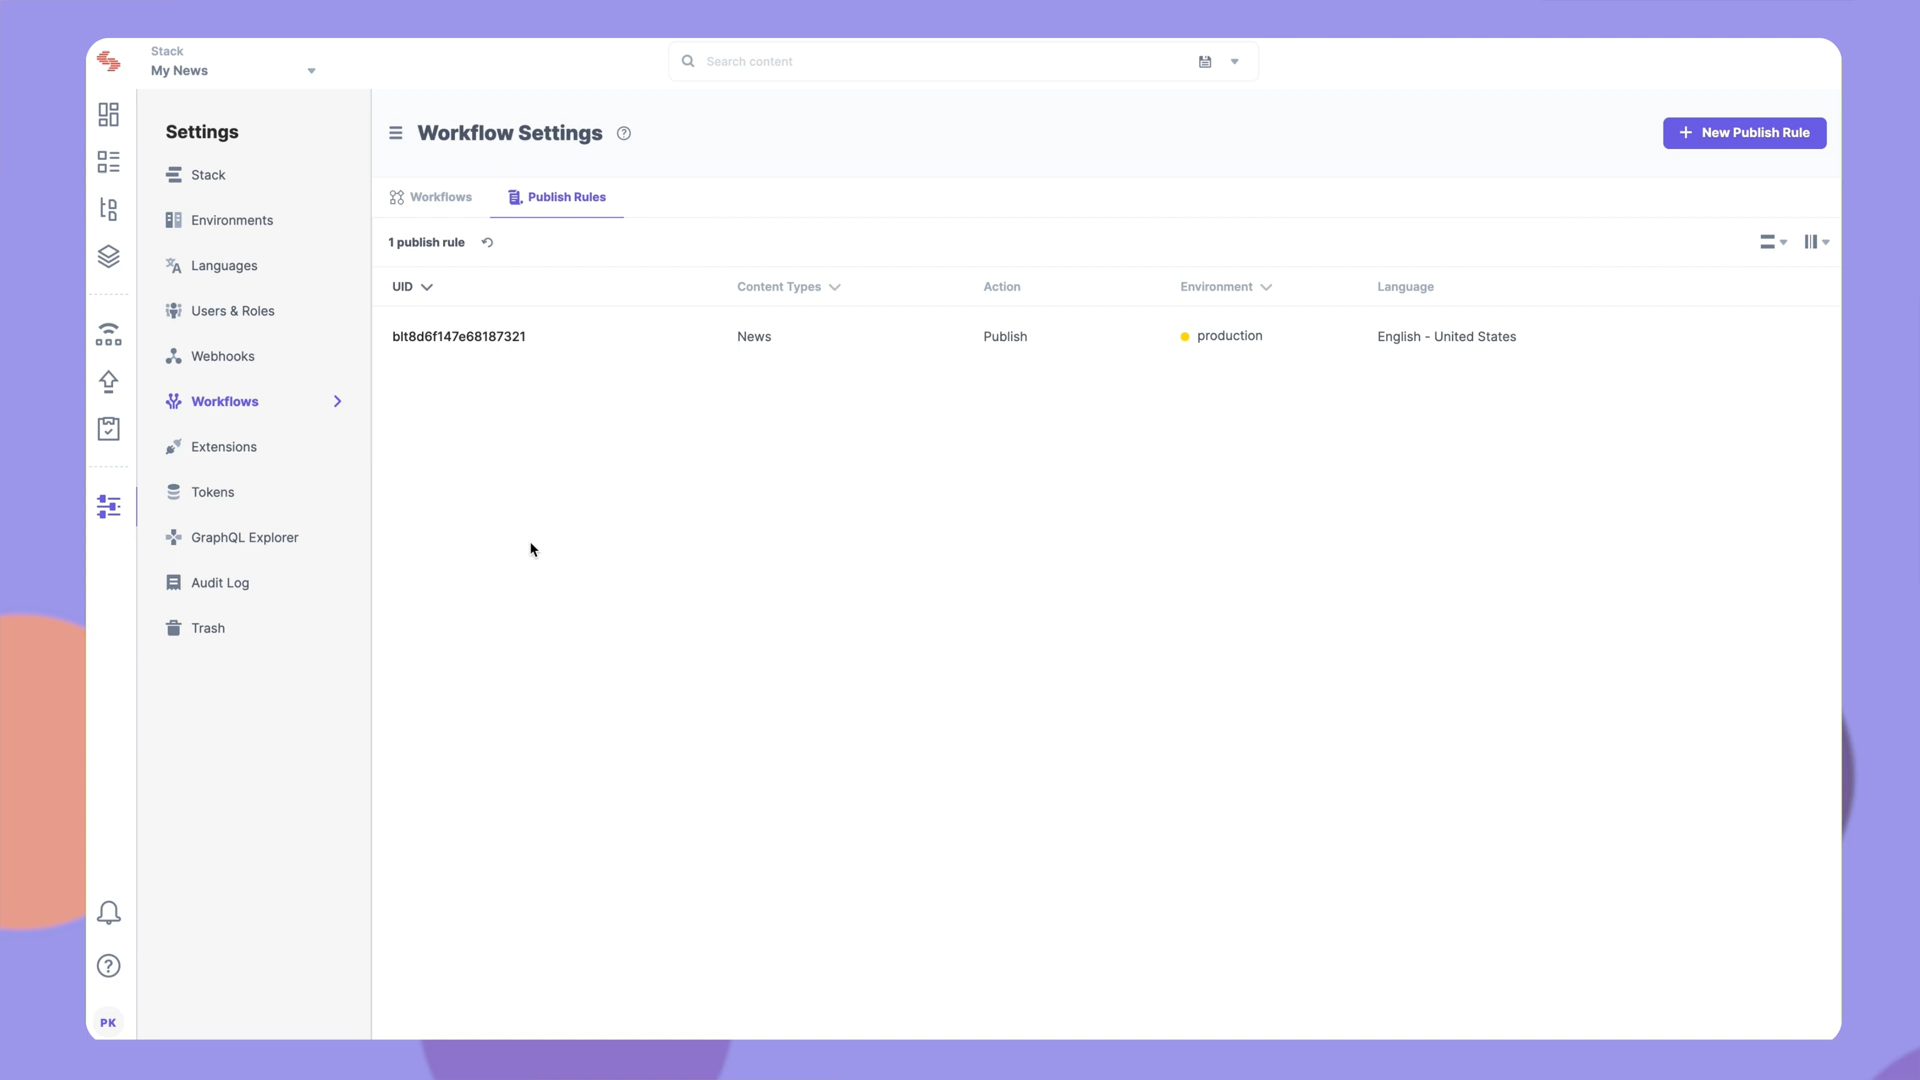 Stack
My News
Search content
Settings
Stack
Environments
Languages
Users & Roles
Webhooks
Workflows
Extensions
Tokens
GraphQL Explorer
Audit Log
Trash
PK
Workflow Settings
New Publish Rule
Workflows
Publish Rules
1 publish rule
UID Content Types Action Environment Language
blt8d6f147e68187321 News Publish production English - United States